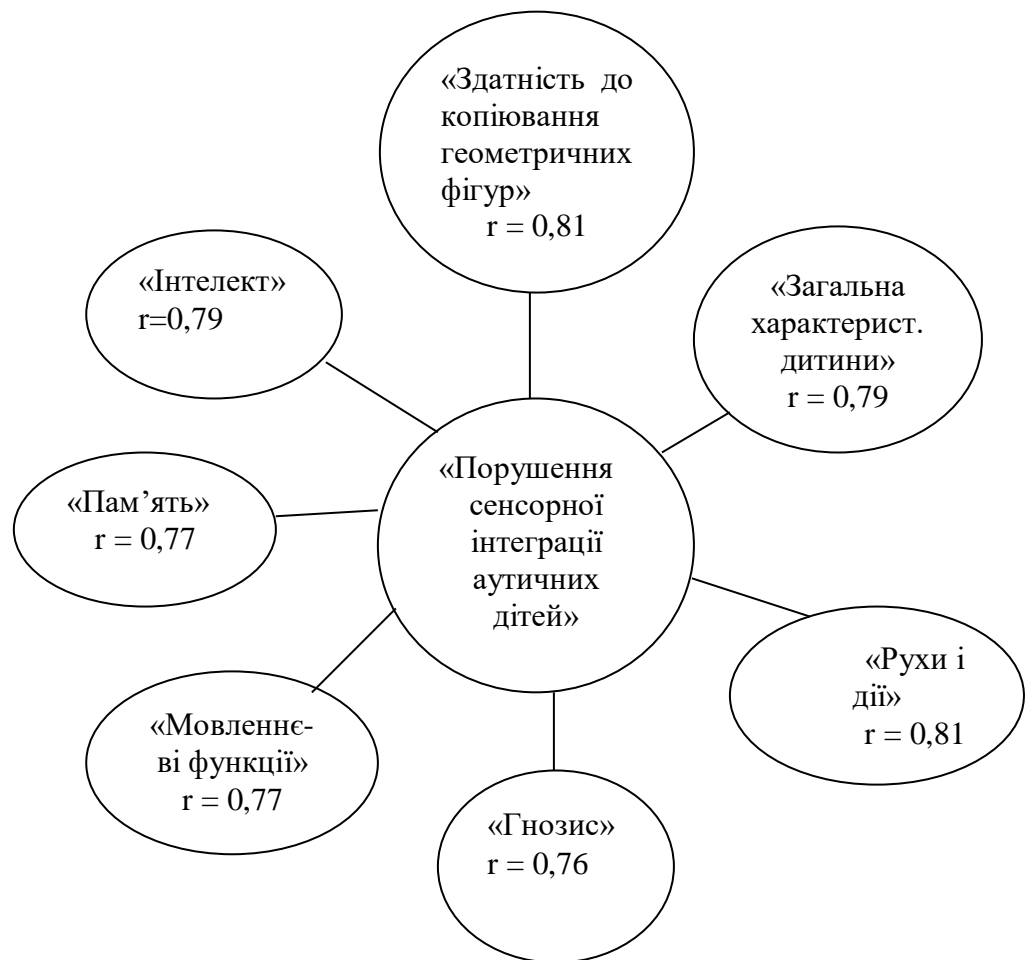 «Здатність до
копіювання
геометричних
фігур»
r = 0,81
«Інтелект»
r=0,79
«Загальна
характерист.
дитини»
r = 0,79
«Порушення
сенсорної
інтеграції
аутичних
дітей»
«Пам’ять»
r = 0,77
«Рухи і
дії»
r = 0,81
«Мовленнє-
ві функції»
r = 0,77
«Гнозис»
r = 0,76